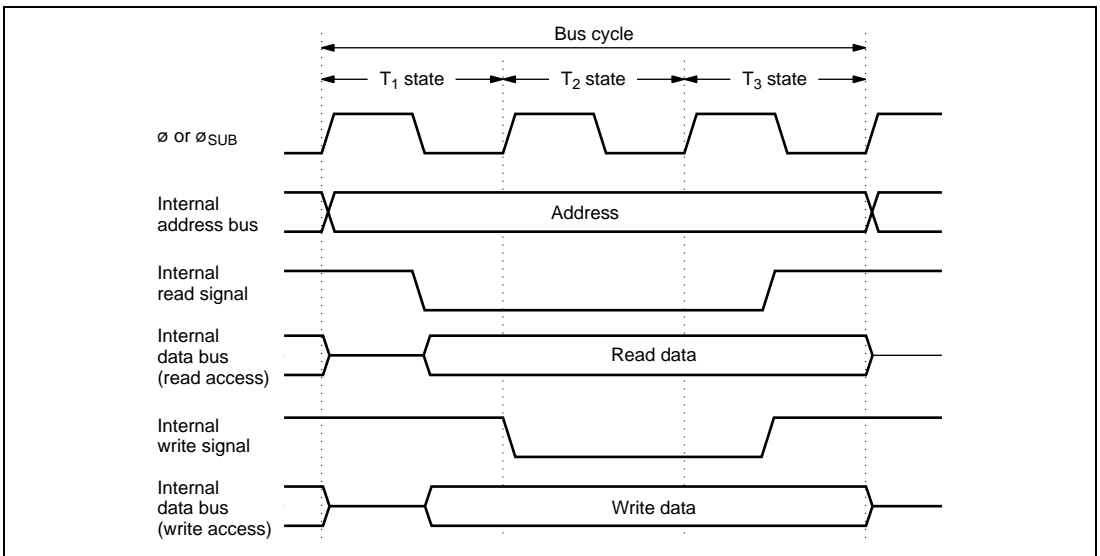 Bus cycle
T1 state
T2 state
T3 state
ø or øSUB
Internal
address bus
Address
Internal
read signal
Internal
data bus
(read access)
Read data
Internal
write signal
Internal
data bus
(write access)
Write data